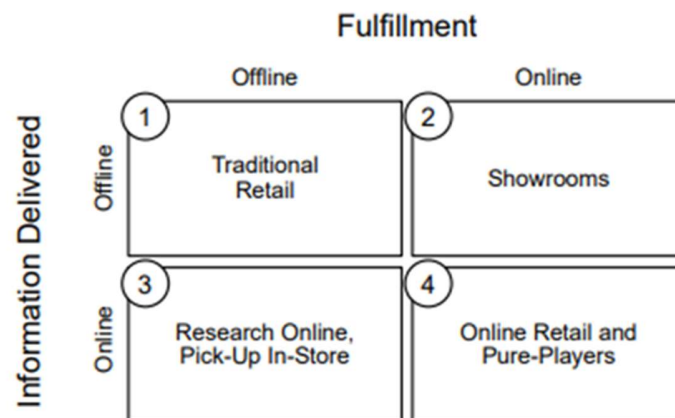 Fulfillment
Offline
Online
Information Delivered
Offline
1
Traditional
Retail
2
Showrooms
Online
3
Research Online,
Pick-Up In-Store
4
Online Retail and
Pure-Players